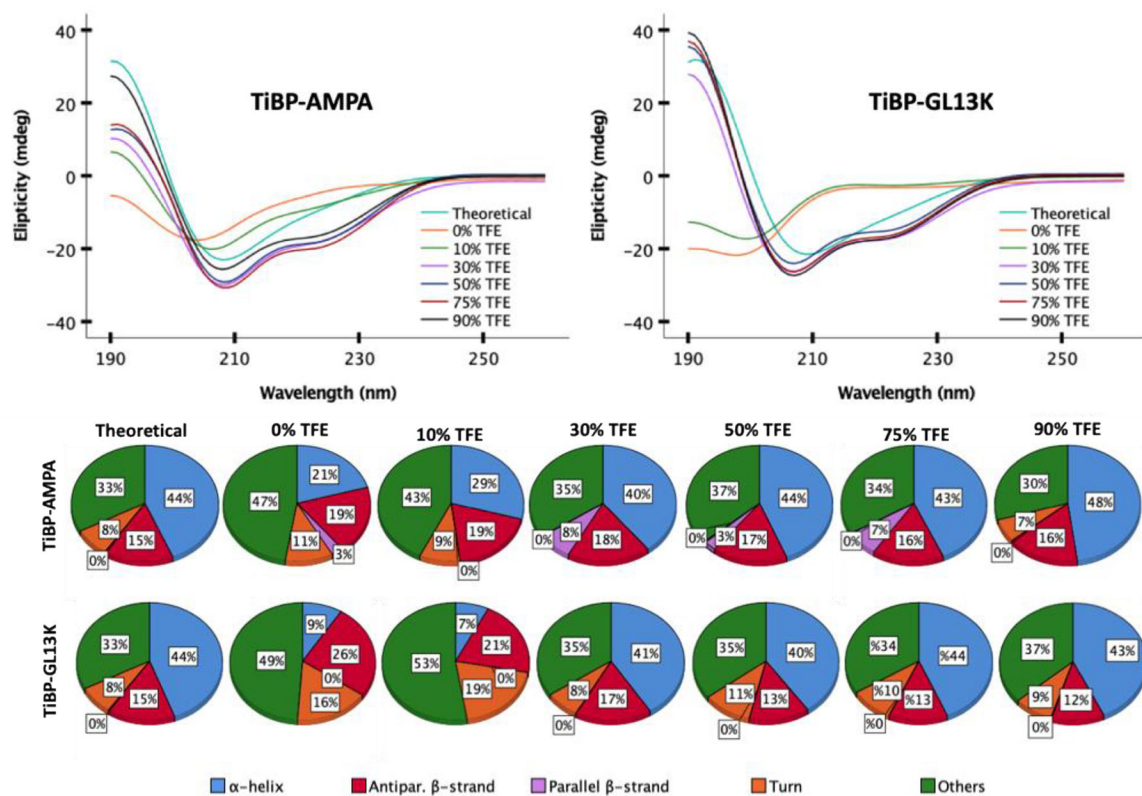 TiBP-AMPA
TiBP-GL13K
Elipticity (mdeg)
40
20
0
-20
-40
190
210
230
250
Wavelength (nm)
Theoretical
0% TFE
10% TFE
30% TFE
50% TFE
75% TFE
90% TFE
Elipticity (mdeg)
40
20
0
-20
-40
190
210
230
250
Wavelength (nm)
Theoretical
0% TFE
10% TFE
30% TFE
50% TFE
75% TFE
90% TFE
Theoretical 0% TFE 10% TFE 30% TFE 50% TFE 75% TFE 90% TFE
TiBP-AMPA
33% 44% 8% 15% 0%
47% 21% 19% 11% 3%
43% 29% 19% 9% 0%
35% 40% 8% 18% 0%
37% 44% 3% 17% 0%
34% 43% 7% 16% 0%
30% 48% 7% 16% 0%
TiBP-GL13K
33% 44% 8% 15% 0%
49% 9% 26% 0% 16%
53% 7% 21% 0% 19%
35% 41% 8% 17% 0%
35% 40% 11% 13% 0%
%34 %44 %10 %13 %0
37% 43% 9% 12% 0%
α-helix Antipar. β-strand Parallel β-strand Turn Others